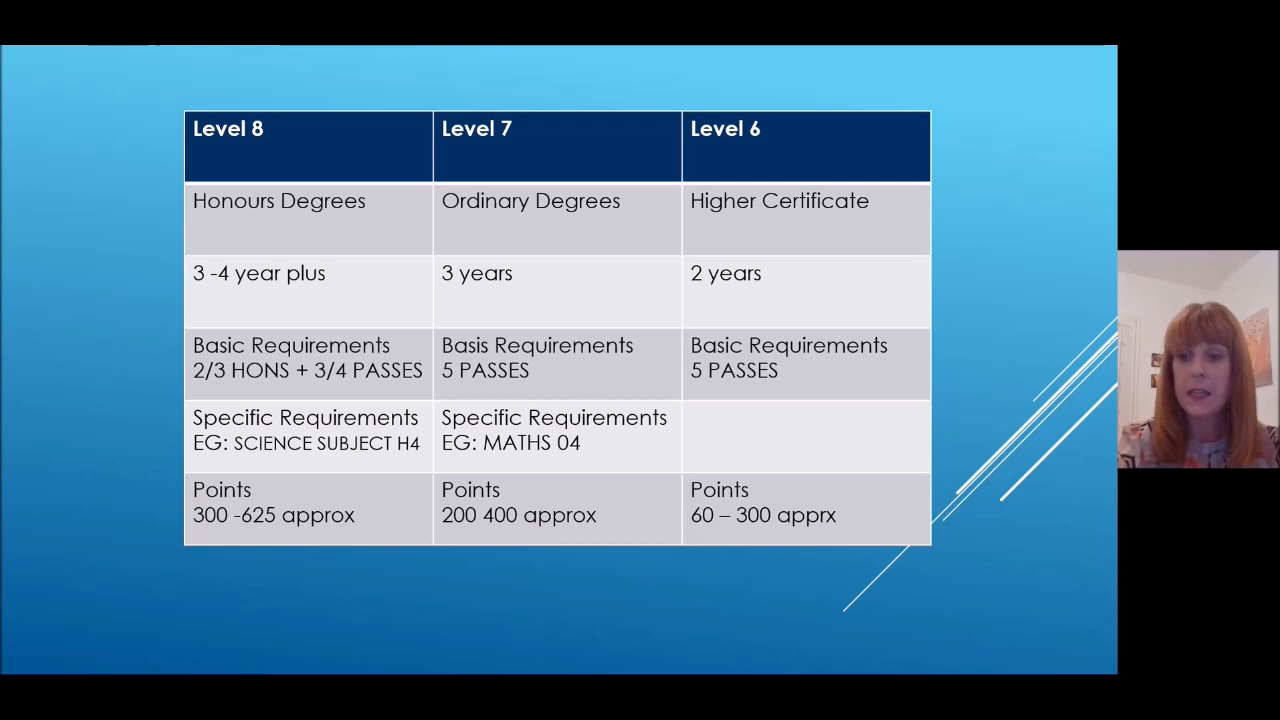 Level 8
Level 7
Level 6
Honours Degrees
Ordinary Degrees
Higher Certificate
3 -4 year plus
3 years
2 years
Basic Requirements
2/3 HONS + 3/4 PASSES
Basis Requirements
5 PASSES
Basic Requirements
5 PASSES
Specific Requirements
EG: SCIENCE SUBJECT H4
Specific Requirements
EG: MATHS 04
Points
300 -625 approx
Points
200 400 approx
Points
60 – 300 apprx